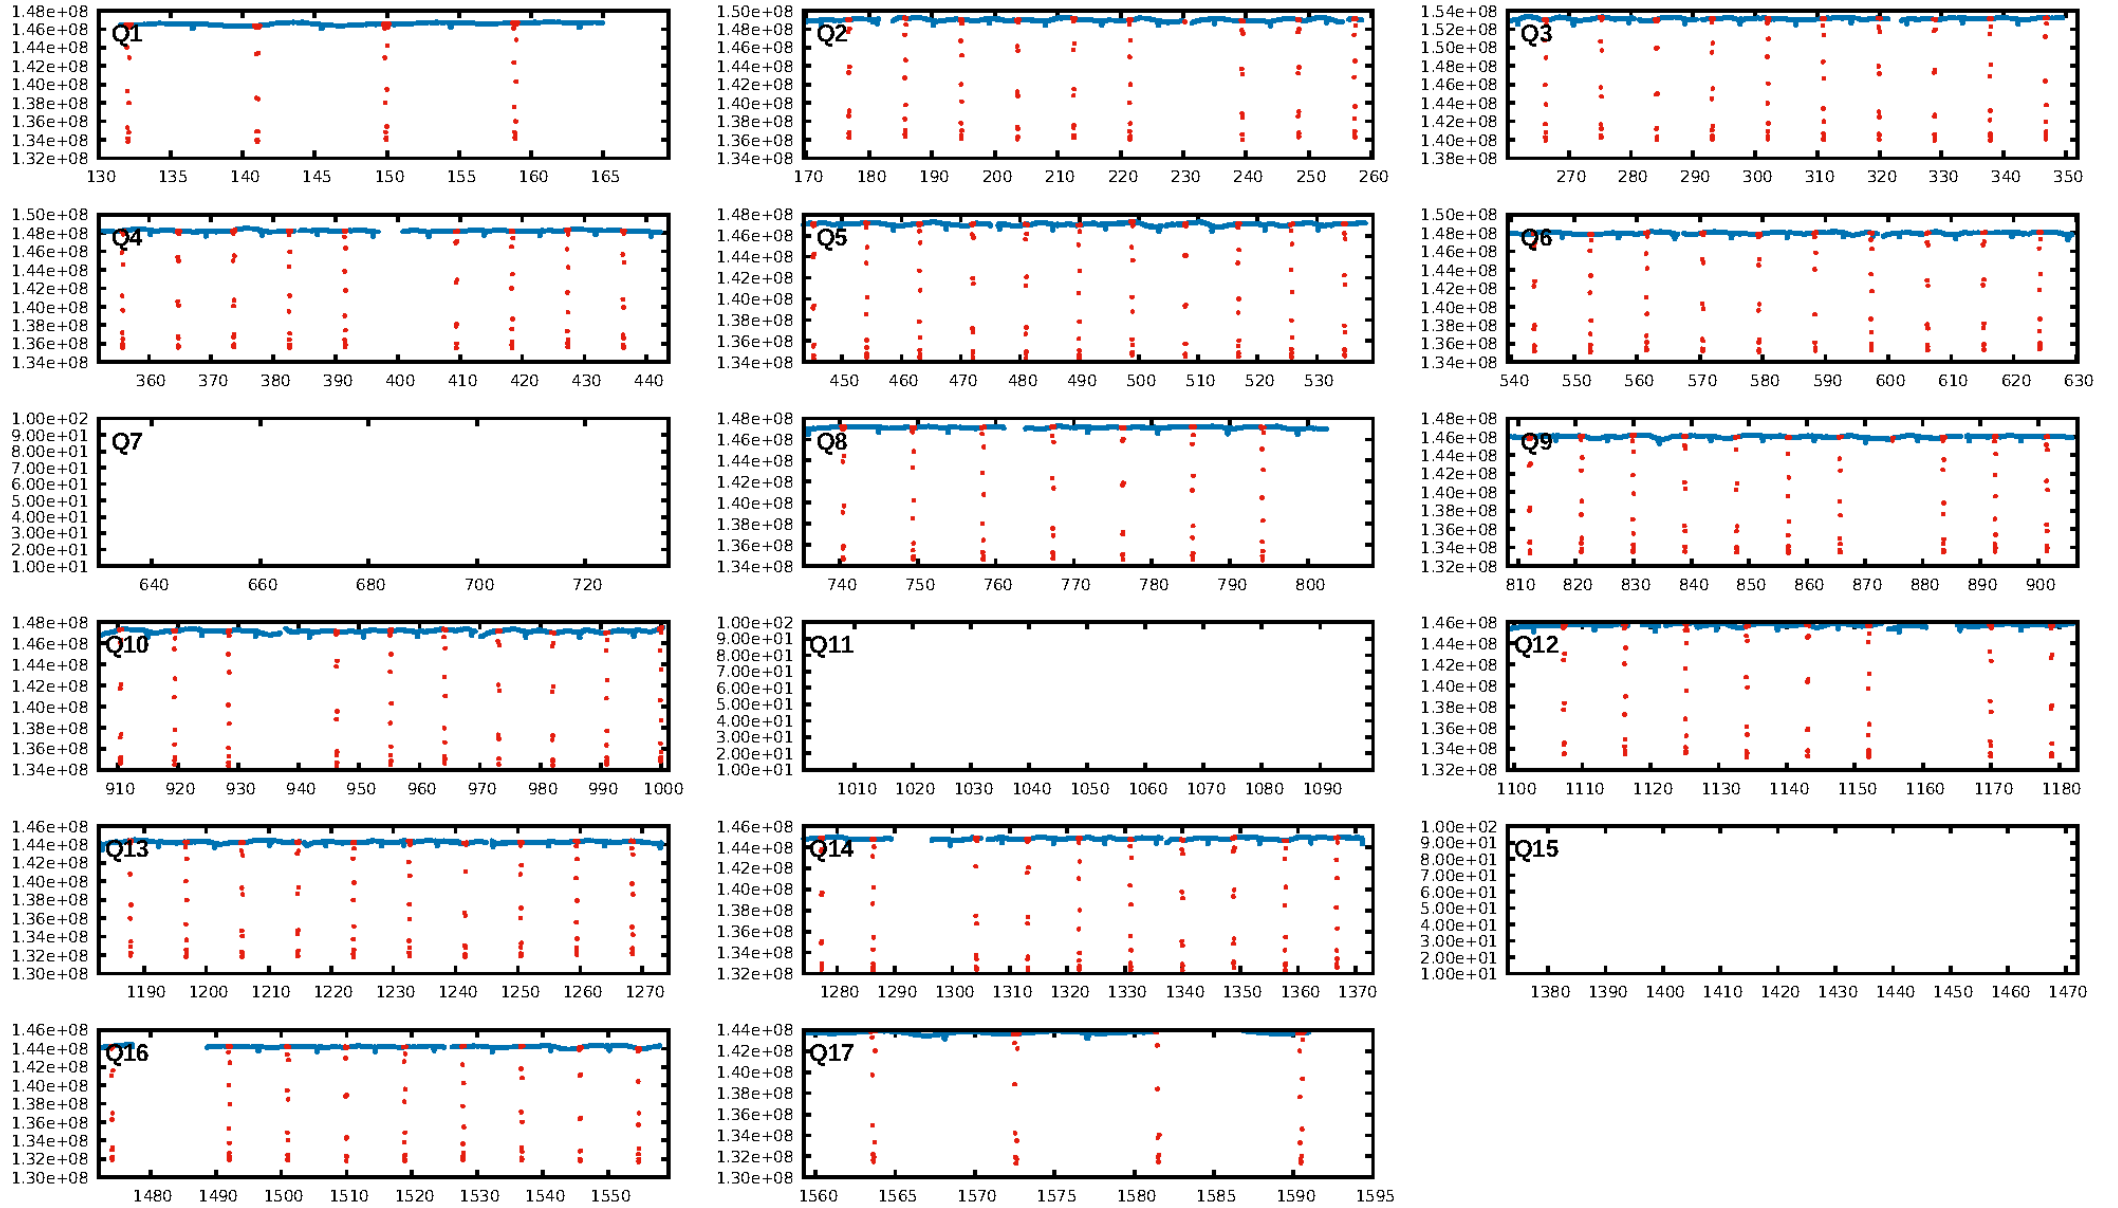 1.48e+08
1.46e+08
Q1
1.44e+08
1.42e+08
1.40e+08
1.38e+08
1.36e+08
1.34e+08
1.32e+08
130 135 140 145 150 155 160 165
1.50e+08
1.48e+08
Q2
1.46e+08
1.44e+08
1.42e+08
1.40e+08
1.38e+08
1.36e+08
1.34e+08
170 180 190 200 210 220 230 240 250 260
1.54e+08
1.52e+08
Q3
1.50e+08
1.48e+08
1.46e+08
1.44e+08
1.42e+08
1.40e+08
1.38e+08
270 280 290 300 310 320 330 340 350
1.50e+08
1.48e+08
Q4
1.46e+08
1.44e+08
1.42e+08
1.40e+08
1.38e+08
1.36e+08
1.34e+08
360 370 380 390 400 410 420 430 440
1.48e+08
1.46e+08
Q5
1.44e+08
1.42e+08
1.40e+08
1.38e+08
1.36e+08
1.34e+08
450 460 470 480 490 500 510 520 530
1.50e+08
1.48e+08
Q6
1.46e+08
1.44e+08
1.42e+08
1.40e+08
1.38e+08
1.36e+08
1.34e+08
540 550 560 570 580 590 600 610 620 630
1.00e+02
9.00e+01
Q7
8.00e+01
7.00e+01
6.00e+01
5.00e+01
4.00e+01
3.00e+01
2.00e+01
1.00e+01
640 660 680 700 720
1.48e+08
1.46e+08
Q8
1.44e+08
1.42e+08
1.40e+08
1.38e+08
1.36e+08
1.34e+08
740 750 760 770 780 790 800
1.48e+08
1.46e+08
Q9
1.44e+08
1.42e+08
1.40e+08
1.38e+08
1.36e+08
1.34e+08
1.32e+08
810 820 830 840 850 860 870 880 890 900
1.48e+08
1.46e+08
Q10
1.44e+08
1.42e+08
1.40e+08
1.38e+08
1.36e+08
1.34e+08
910 920 930 940 950 960 970 980 990 1000
1.00e+02
9.00e+01
Q11
8.00e+01
7.00e+01
6.00e+01
5.00e+01
4.00e+01
3.00e+01
2.00e+01
1.00e+01
1010 1020 1030 1040 1050 1060 1070 1080 1090
1.46e+08
1.44e+08
Q12
1.42e+08
1.40e+08
1.38e+08
1.36e+08
1.34e+08
1.32e+08
1100 1110 1120 1130 1140 1150 1160 1170 1180
1.46e+08
1.44e+08
Q13
1.42e+08
1.40e+08
1.38e+08
1.36e+08
1.34e+08
1.32e+08
1.30e+08
1190 1200 1210 1220 1230 1240 1250 1260 1270
1.46e+08
1.44e+08
Q14
1.42e+08
1.40e+08
1.38e+08
1.36e+08
1.34e+08
1.32e+08
1280 1290 1300 1310 1320 1330 1340 1350 1360 1370
1.00e+02
9.00e+01
Q15
8.00e+01
7.00e+01
6.00e+01
5.00e+01
4.00e+01
3.00e+01
2.00e+01
1.00e+01
1380 1390 1400 1410 1420 1430 1440 1450 1460 1470
1.46e+08
1.44e+08
Q16
1.42e+08
1.40e+08
1.38e+08
1.36e+08
1.34e+08
1.32e+08
1.30e+08
1480 1490 1500 1510 1520 1530 1540 1550
1.44e+08
1.42e+08
Q17
1.40e+08
1.38e+08
1.36e+08
1.34e+08
1.32e+08
1.30e+08
1560 1565 1570 1575 1580 1585 1590 1595